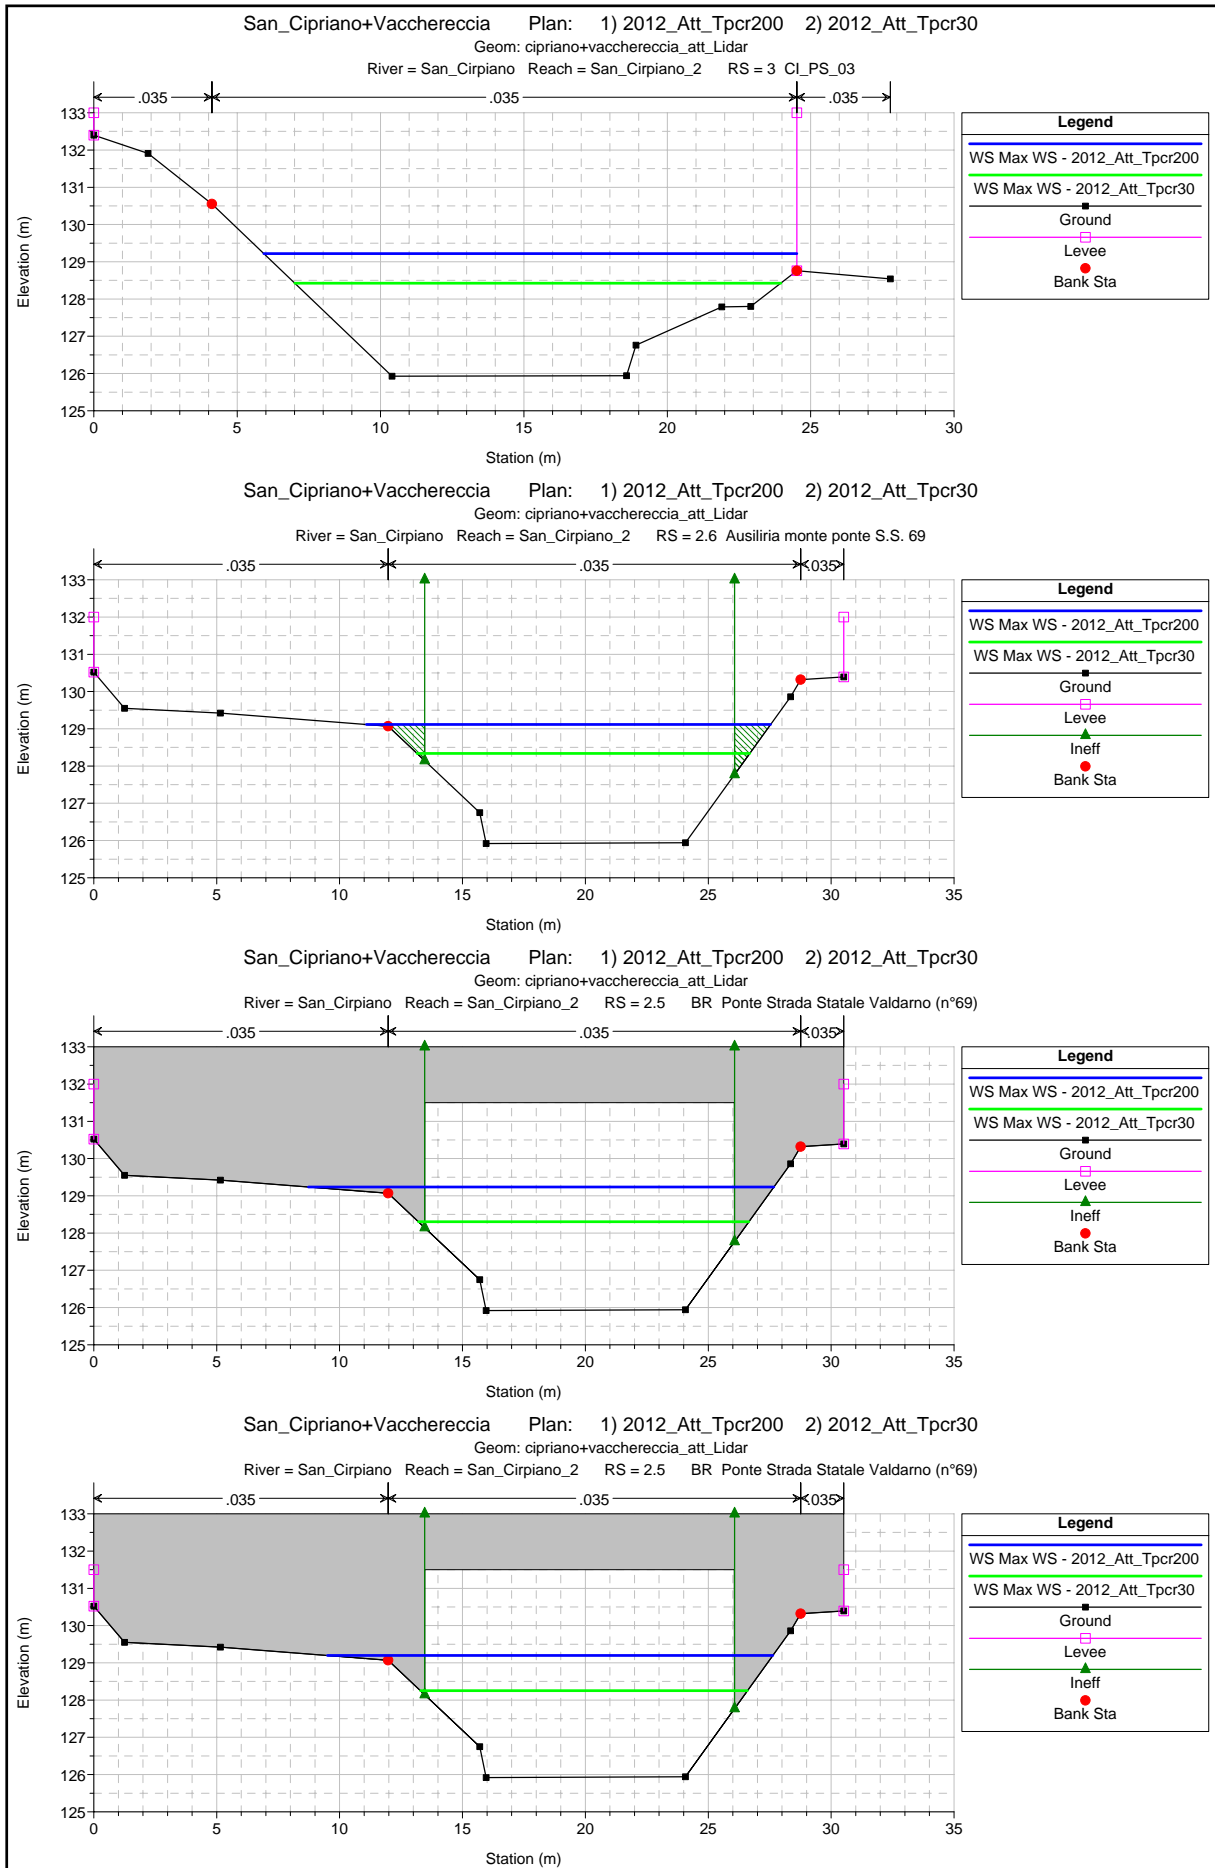 San_Cipriano+Vacchereccia Plan: 1) 2012_Att_Tpcr200 2) 2012_Att_Tpcr30
Geom: cipriano+vacchereccia_att_Lidar
River = San_Cirpiano Reach = San_Cirpiano_2 RS = 3 CI_PS_03
.035 .035 .035
133
132
131
130
129
128
127
126
125
Elevation (m)
0 5 10 15 20 25 30
Station (m)
Legend
WS Max WS - 2012_Att_Tpcr200
WS Max WS - 2012_Att_Tpcr30
Ground
Levee
Bank Sta
San_Cipriano+Vacchereccia Plan: 1) 2012_Att_Tpcr200 2) 2012_Att_Tpcr30
Geom: cipriano+vacchereccia_att_Lidar
River = San_Cirpiano Reach = San_Cirpiano_2 RS = 2.6 Ausiliria monte ponte S.S. 69
.035 .035 .035
133
132
131
130
129
128
127
126
125
Elevation (m)
0 5 10 15 20 25 30 35
Station (m)
Legend
WS Max WS - 2012_Att_Tpcr200
WS Max WS - 2012_Att_Tpcr30
Ground
Levee
Ineff
Bank Sta
San_Cipriano+Vacchereccia Plan: 1) 2012_Att_Tpcr200 2) 2012_Att_Tpcr30
Geom: cipriano+vacchereccia_att_Lidar
River = San_Cirpiano Reach = San_Cirpiano_2 RS = 2.5 BR Ponte Strada Statale Valdarno (n°69)
.035 .035 .035
133
132
131
130
129
128
127
126
125
Elevation (m)
0 5 10 15 20 25 30 35
Station (m)
Legend
WS Max WS - 2012_Att_Tpcr200
WS Max WS - 2012_Att_Tpcr30
Ground
Levee
Ineff
Bank Sta
San_Cipriano+Vacchereccia Plan: 1) 2012_Att_Tpcr200 2) 2012_Att_Tpcr30
Geom: cipriano+vacchereccia_att_Lidar
River = San_Cirpiano Reach = San_Cirpiano_2 RS = 2.5 BR Ponte Strada Statale Valdarno (n°69)
.035 .035 .035
133
132
131
130
129
128
127
126
125
Elevation (m)
0 5 10 15 20 25 30 35
Station (m)
Legend
WS Max WS - 2012_Att_Tpcr200
WS Max WS - 2012_Att_Tpcr30
Ground
Levee
Ineff
Bank Sta